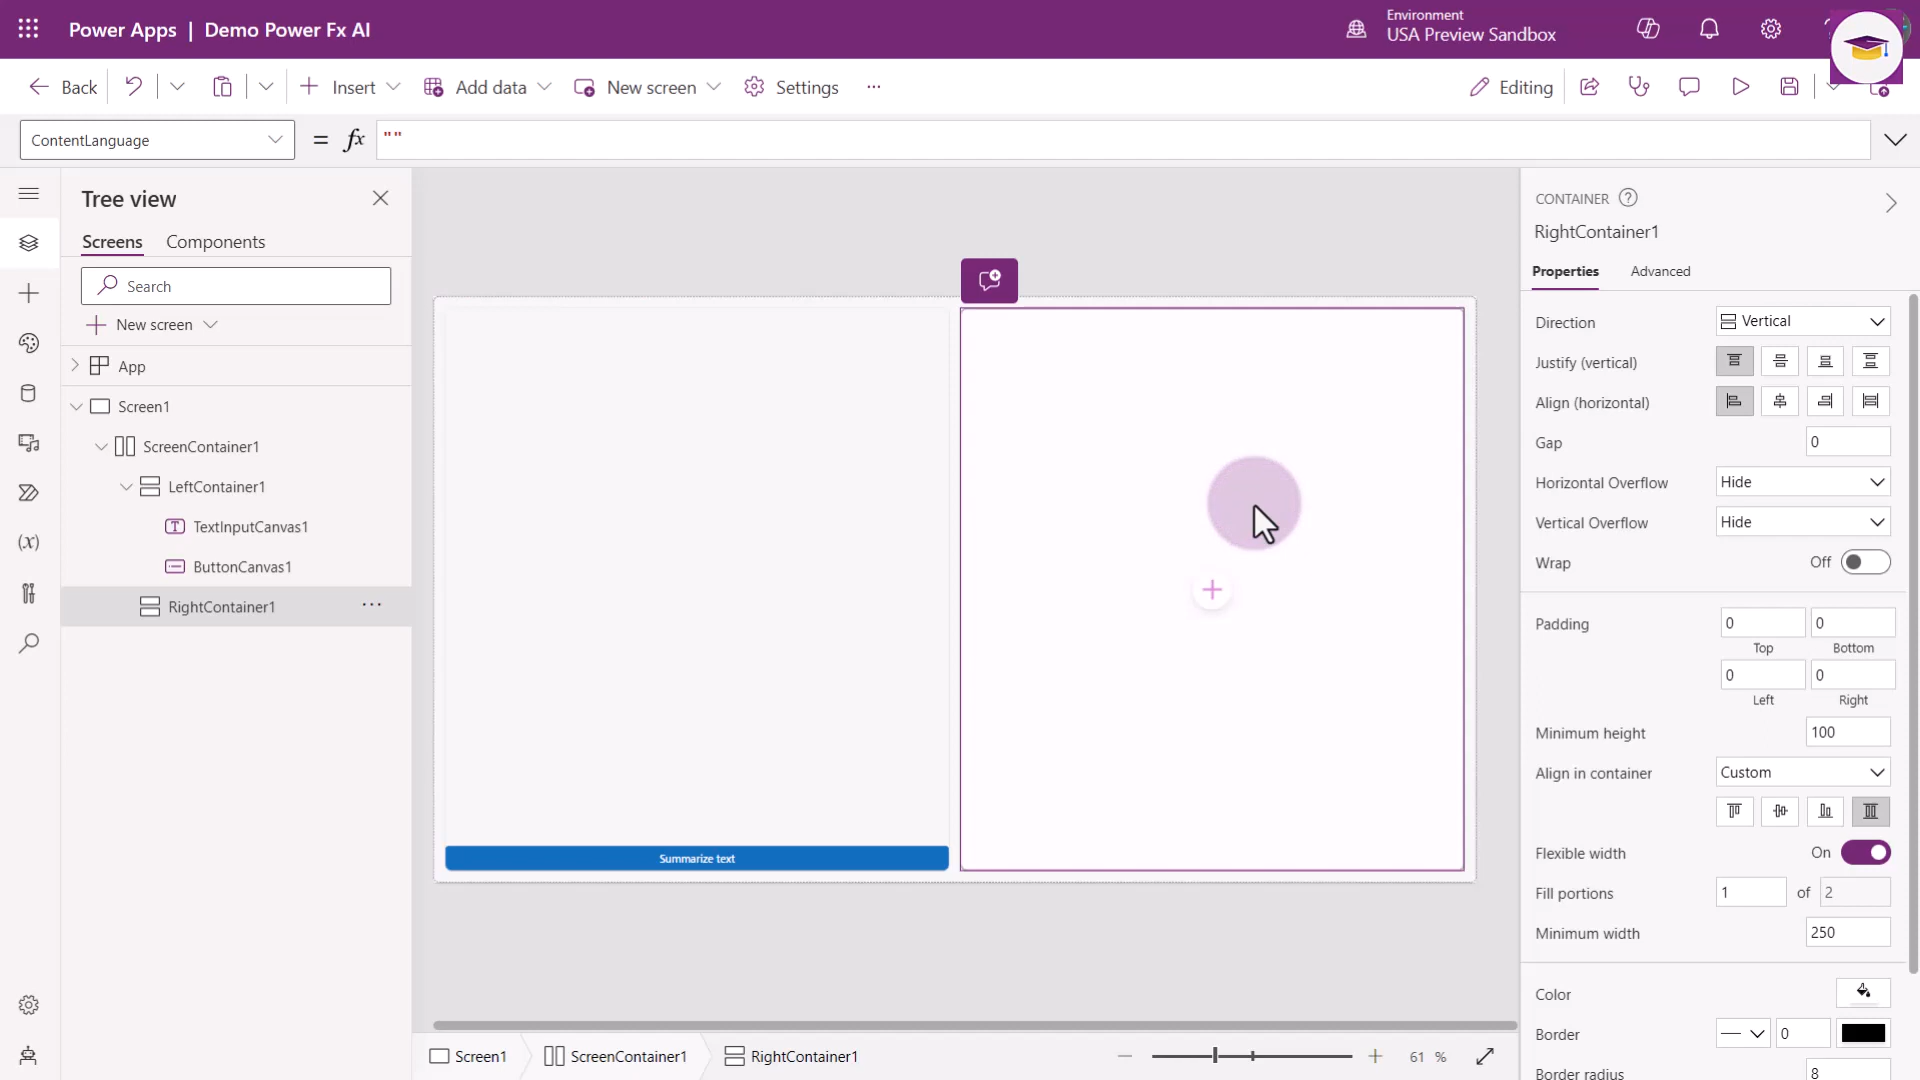 Power Apps | Demo Power Fx AI
Environment
USA Preview Sandbox
Back
Insert
Add data
New screen
Settings
Editing
ContentLanguage
= fx ""
Tree view
Screens
Components
Search
New screen
App
Screen1
ScreenContainer1
LeftContainer1
TextInputCanvas1
ButtonCanvas1
RightContainer1
Summarize text
CONTAINER
RightContainer1
Properties
Advanced
Direction
Vertical
Justify (vertical)
Align (horizontal)
Gap
0
Horizontal Overflow
Hide
Vertical Overflow
Hide
Wrap
Off
Padding
0
0
Top
Bottom
0
0
Left
Right
Minimum height
100
Align in container
Custom
Flexible width
On
Fill portions
1 of 2
Minimum width
250
Color
Border
0
Border radius
8
Screen1
ScreenContainer1
RightContainer1
61 %